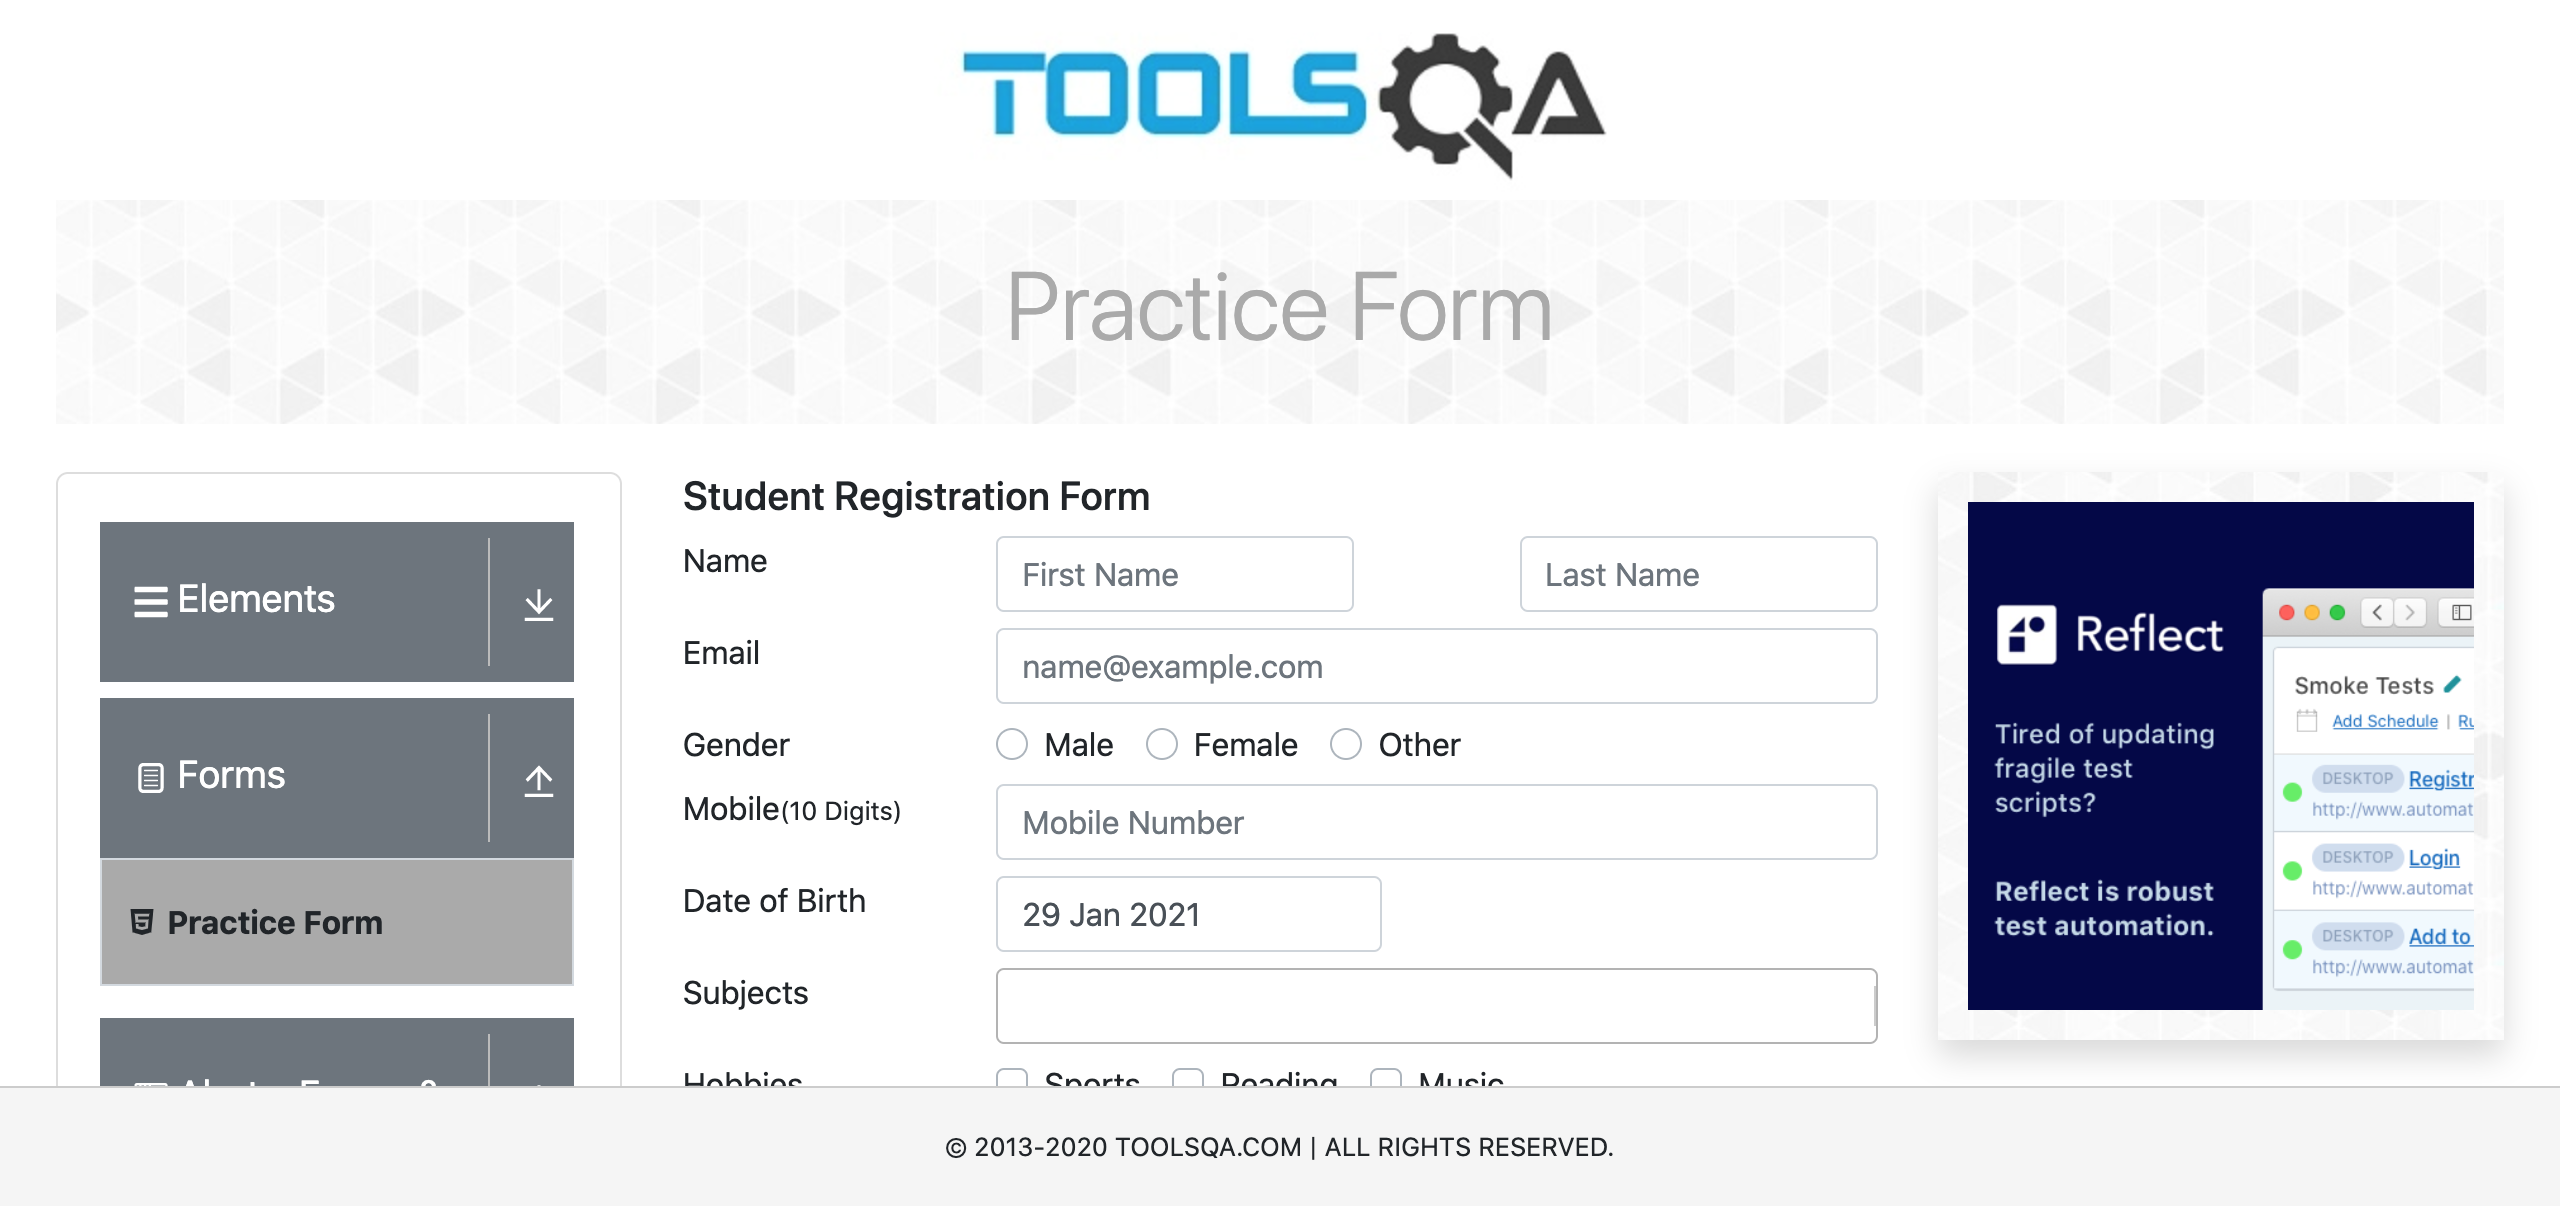 TOOLSQA
Practice Form
Elements
Forms
Practice Form
Student Registration Form
Name
First Name
Last Name
Email
name@example.com
Gender
Male
Female
Other
Mobile(10 Digits)
Mobile Number
Date of Birth
29 Jan 2021
Subjects
Hobbies
Sports
Reading
Music
Reflect
Tired of updating
fragile test
scripts?
Reflect is robust
test automation.
Smoke Tests
Add Schedule | Ru
DESKTOP Registr
http://www.automat
DESKTOP Login
http://www.automat
DESKTOP Add to
http://www.automat
© 2013-2020 TOOLSQA.COM | ALL RIGHTS RESERVED.